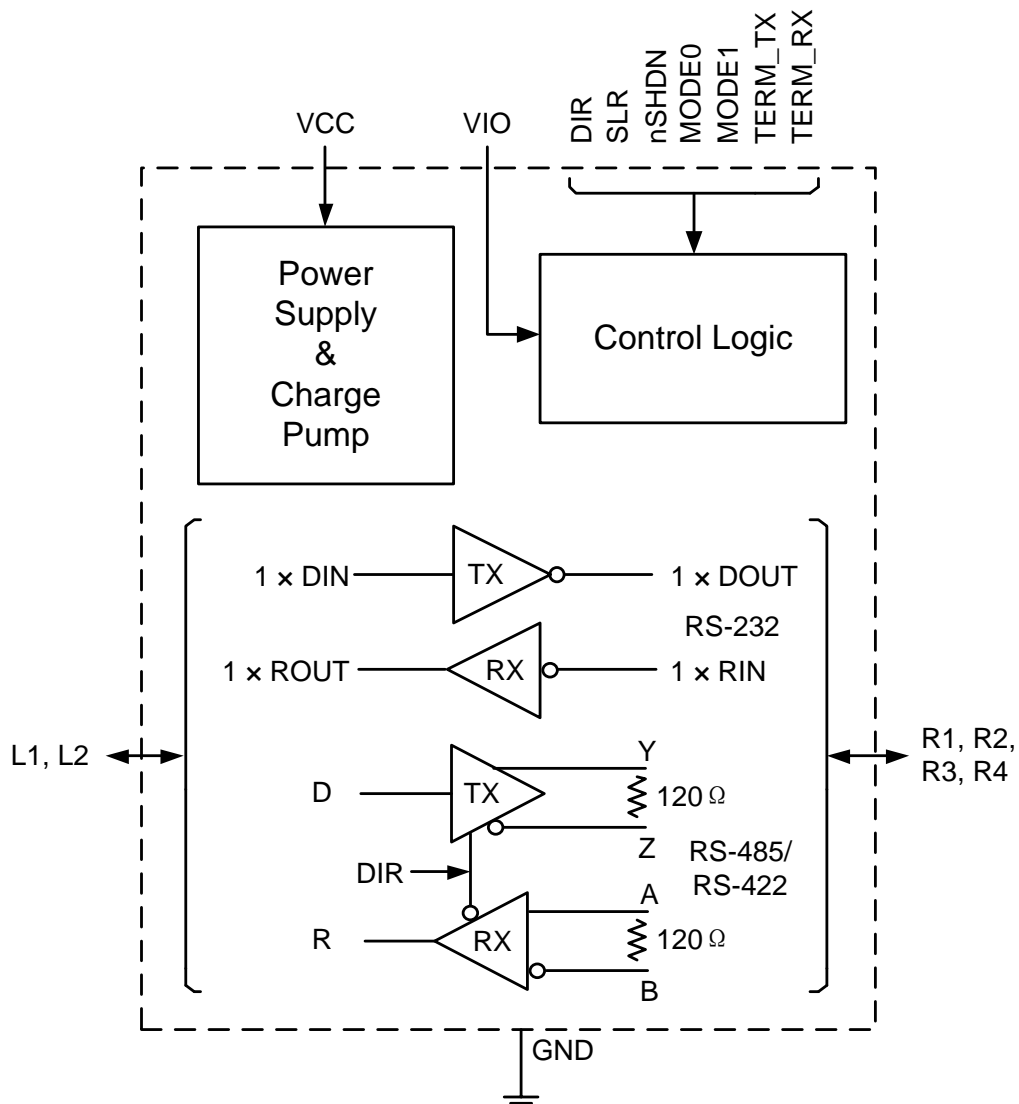 DIR
SLR
nSHDN
MODE0
MODE1
TERM_TX
TERM_RX
VCC
VIO
Power
Supply
&
Charge
Pump
Control Logic
1 × DIN
TX
1 × DOUT
RS-232
1 × ROUT
RX
1 × RIN
L1, L2
R1, R2,
R3, R4
D
TX
Y
120 Ω
Z
DIR
RS-485/
RS-422
R
RX
A
120 Ω
B
GND